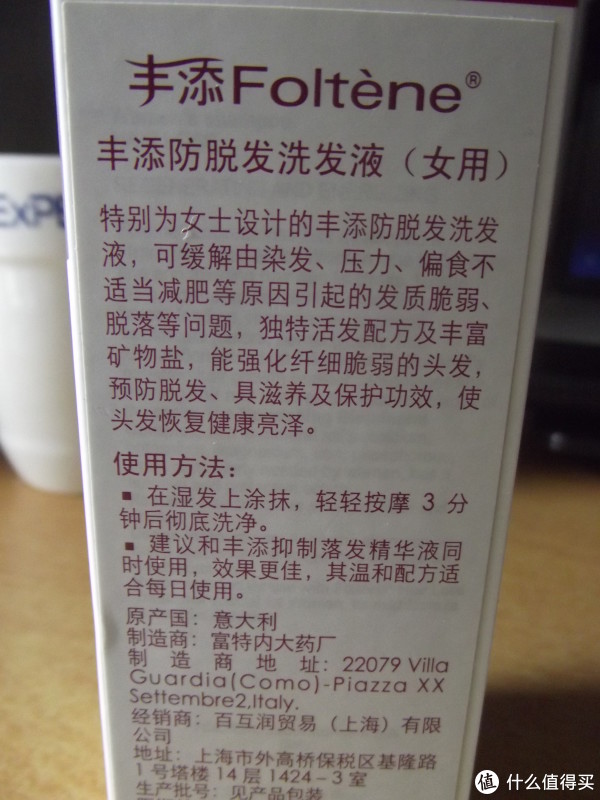 丰添Foltène®
丰添防脱发洗发液（女用）
特别为女士设计的丰添防脱发洗发
液，可缓解由染发、压力、偏食不
适当减肥等原因引起的发质脆弱、
脱落等问题，独特活发配方及丰富
矿物盐，能强化纤细脆弱的头发，
预防脱发、具滋养及保护功效，使
头发恢复健康亮泽。
使用方法：
▪ 在湿发上涂抹，轻轻按摩 3 分
钟后彻底洗净。
▪ 建议和丰添抑制落发精华液同
时使用，效果更佳，其温和配方适
合每日使用。
原产国：意大利
制造商：富特内大药厂
制造商地址：22079 Villa
Guardia(Como)-Piazza XX
Settembre2,Italy.
经销商：百互润贸易（上海）有限
公司
地址：上海市外高桥保税区基隆路
1号塔楼14层1424-3室
生产批号：见产品包装
ExPE
值 什么值得买